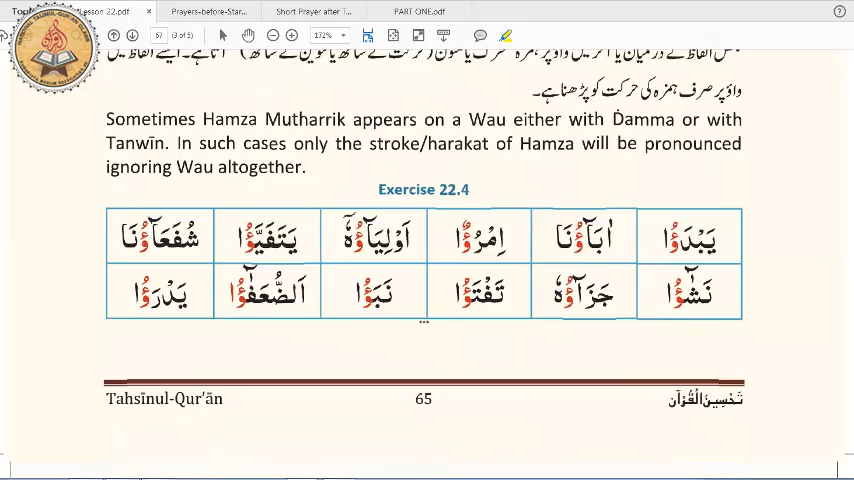 Lesson 22.pdf × Prayers-before-Star... Short Prayer after T... PART ONE.pdf
67 (3 of 5) 172%
واؤ پر صرف ہمزہ کی حرکت کو پڑھنا ہے۔
Sometimes Hamza Mutharrik appears on a Wau either with Ḋamma or with
Tanwīn. In such cases only the stroke/harakat of Hamza will be pronounced
ignoring Wau altogether.
Exercise 22.4
يَبْدَؤُا اٰبَآؤُنَا اِمْرُؤٌا اَوْلِيَآؤُهٗٓ يَتَفَيَّؤُا شُفَعَآؤُنَا
نَشٰٓؤُا جَزَآؤُهٗ تَفْتَؤُا نَبَؤُا اَلضُّعَفٰٓؤُا يَدْرَؤُا
Tahsīnul-Qur’ān 65 تَحْسِينُ الْقُرْآن